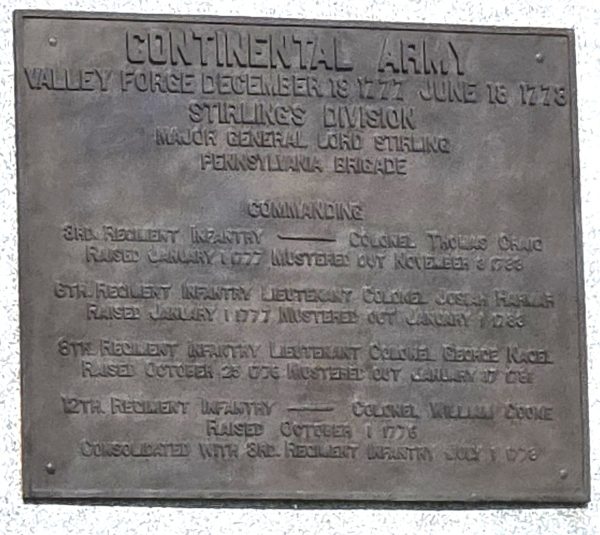 CONTINENTAL ARMY
VALLEY FORGE DECEMBER 19 1777 JUNE 18 1778
STIRLINGS DIVISION
MAJOR GENERAL LORD STIRLING
PENNSYLVANIA BRIGADE
COMMANDING
3RD. REGIMENT INFANTRY —— COLONEL THOMAS CRAIG
RAISED JANUARY 1 1777 MUSTERED OUT NOVEMBER 3 1783
6TH. REGIMENT INFANTRY LIEUTENANT COLONEL JOSIAH HARMAR
RAISED JANUARY 1 1777 MUSTERED OUT JANUARY 1 1783
8TH. REGIMENT INFANTRY LIEUTENANT COLONEL GEORGE NAGEL
RAISED OCTOBER 25 1776 MUSTERED OUT JANUARY 17 1781
12TH. REGIMENT INFANTRY —— COLONEL WILLIAM COOKE
RAISED OCTOBER 1 1776
CONSOLIDATED WITH 3RD. REGIMENT INFANTRY JULY 1 1778